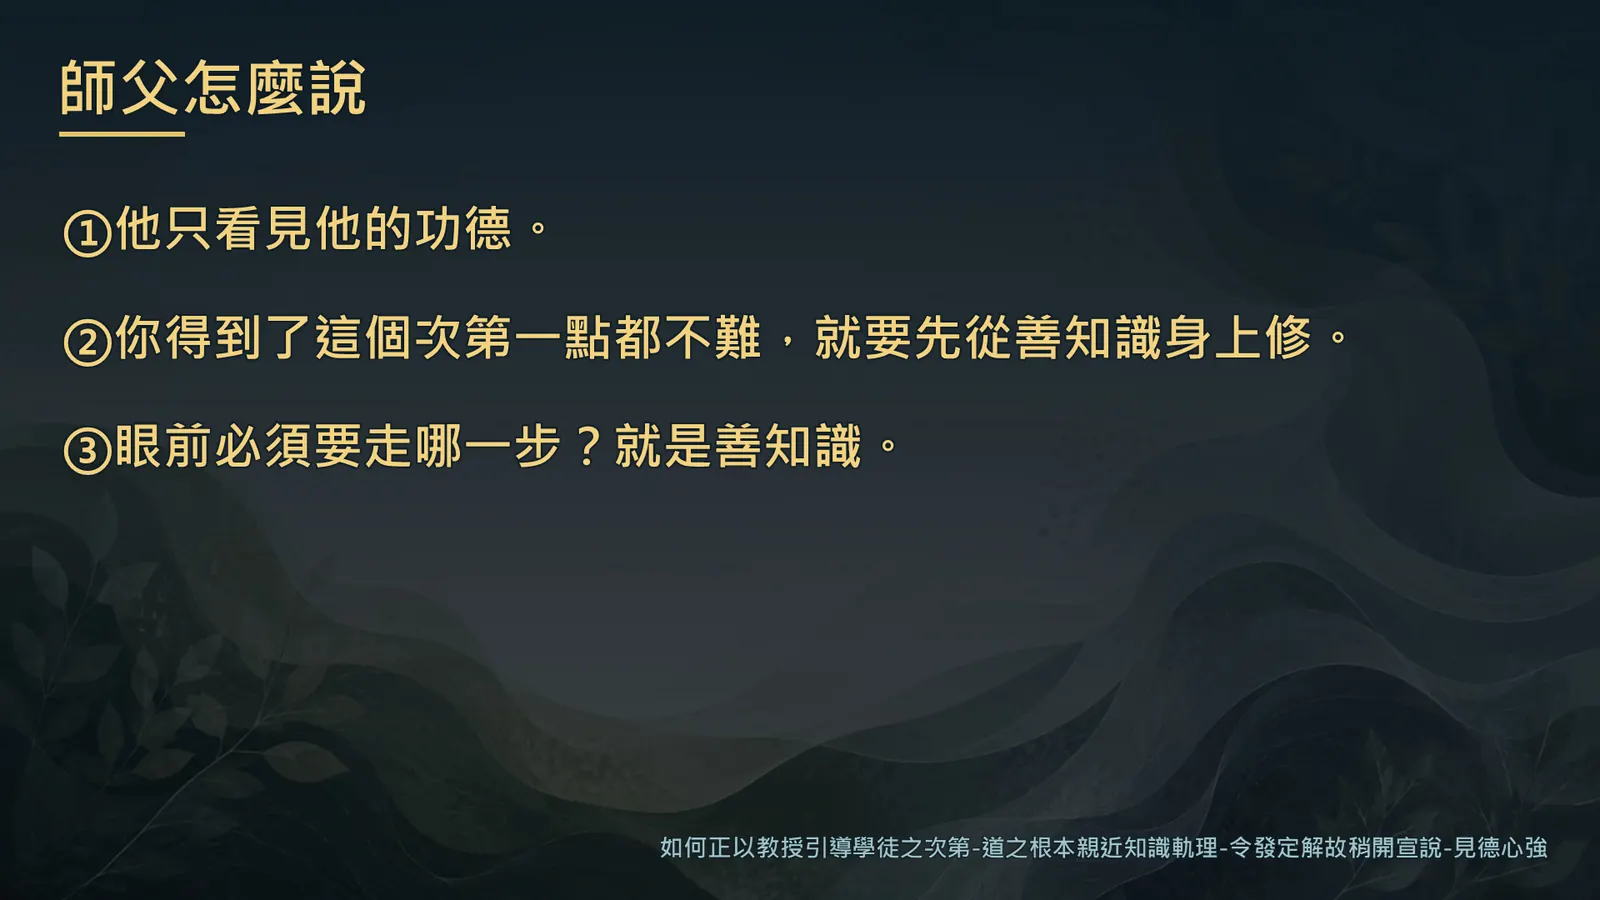 師父怎麼說
①他只看見他的功德。
②你得到了這個次第一點都不難，就要先從善知識身上修。
③眼前必須要走哪一步？就是善知識。
如何正以教授引導學徒之次第-道之根本親近知識軌理-令發定解故稍開宣說-見德心強